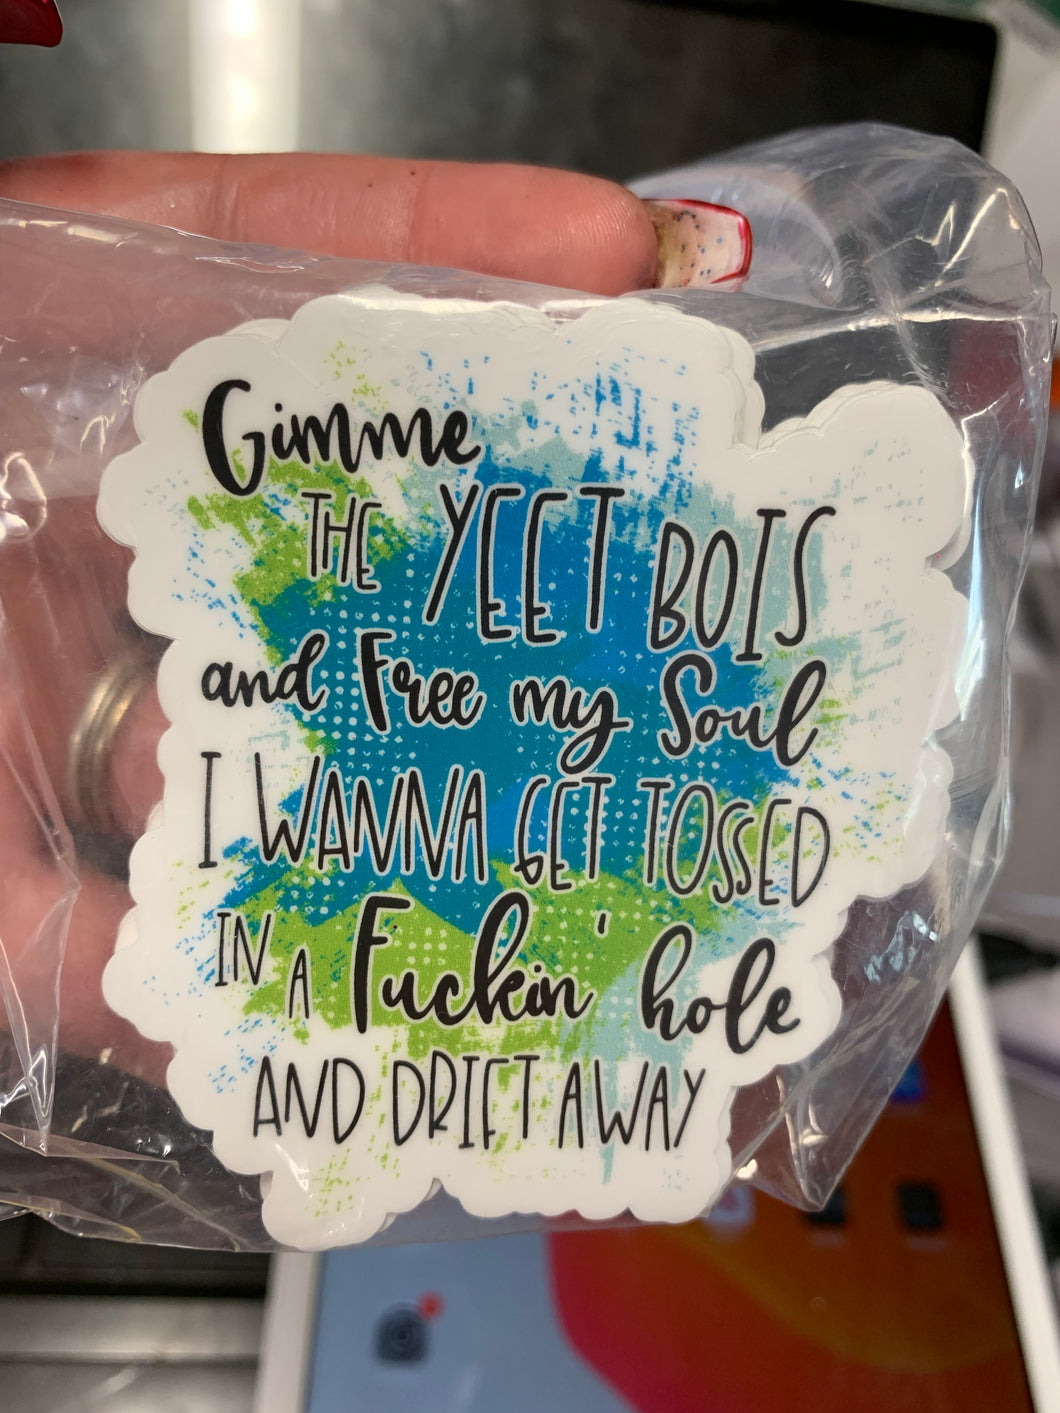 Gimme
THE YEET BOIS
and Free my Soul
I WANNA GET TOSSED
IN A Fuckin' hole
AND DRIFT AWAY